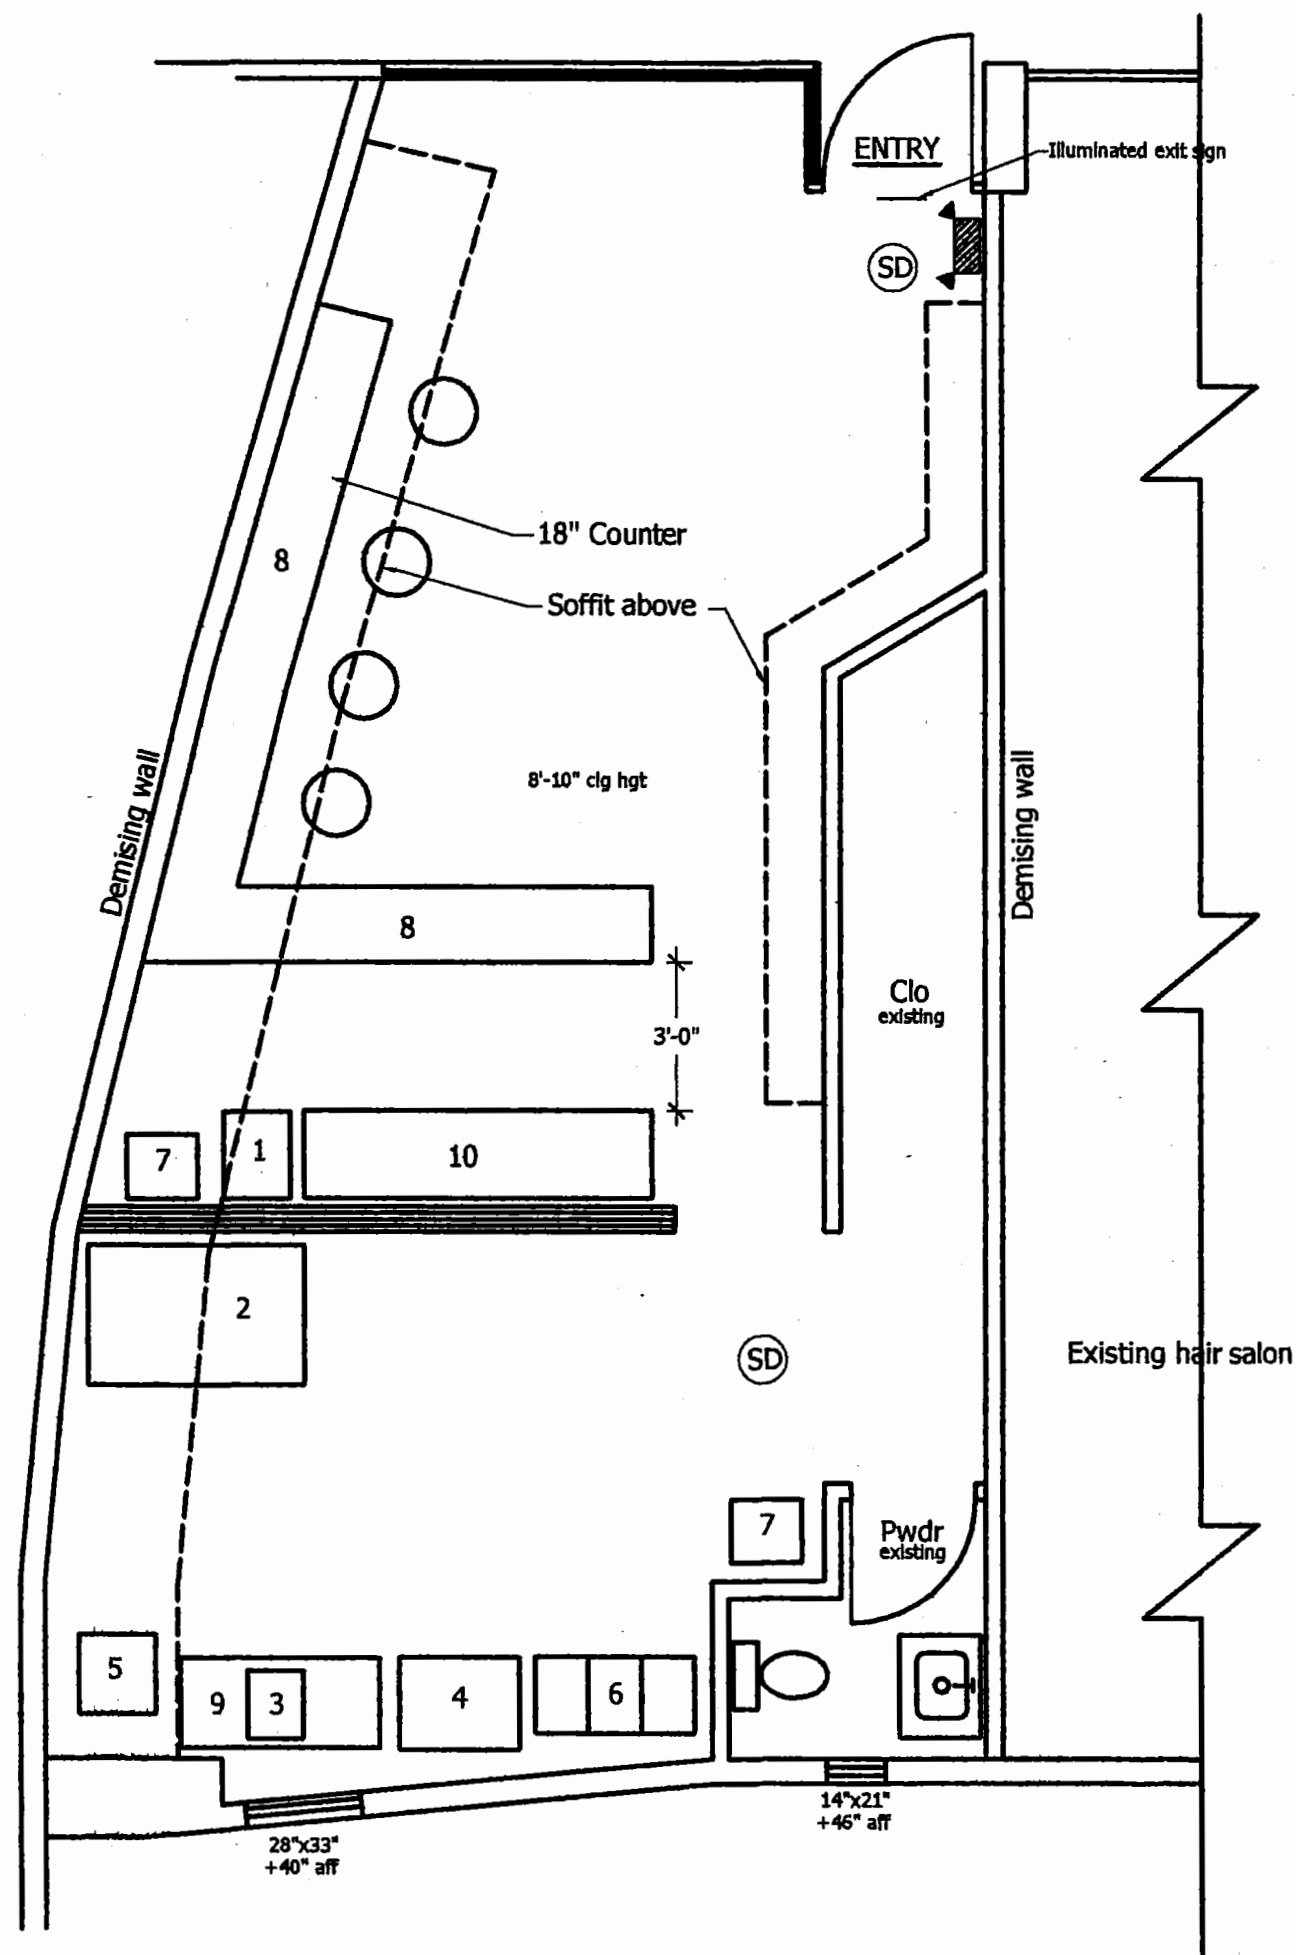 ENTRY
Illuminated exit sign
SD
18" Counter
8
Soffit above
8'-10" clg hgt
Demising wall
Demising wall
8
Clo
existing
3'-0"
7
1
10
2
SD
Existing hair salon
7
Pwdr
existing
5
9
3
4
6
14"x21"
+46" aff
28"x33"
+40" aff